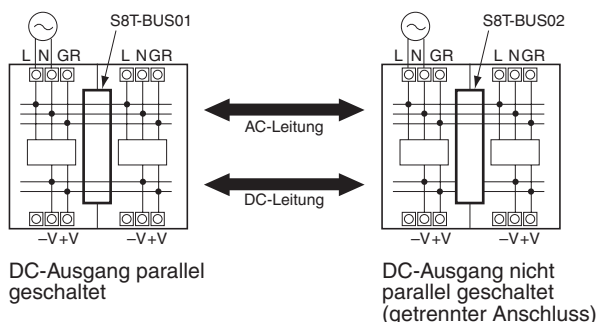 S8T-BUS01
L N GR L N GR
–V +V –V +V
DC-Ausgang parallel
geschaltet
AC-Leitung
DC-Leitung
S8T-BUS02
L N GR L N GR
–V +V –V +V
DC-Ausgang nicht
parallel geschaltet
(getrennter Anschluss)